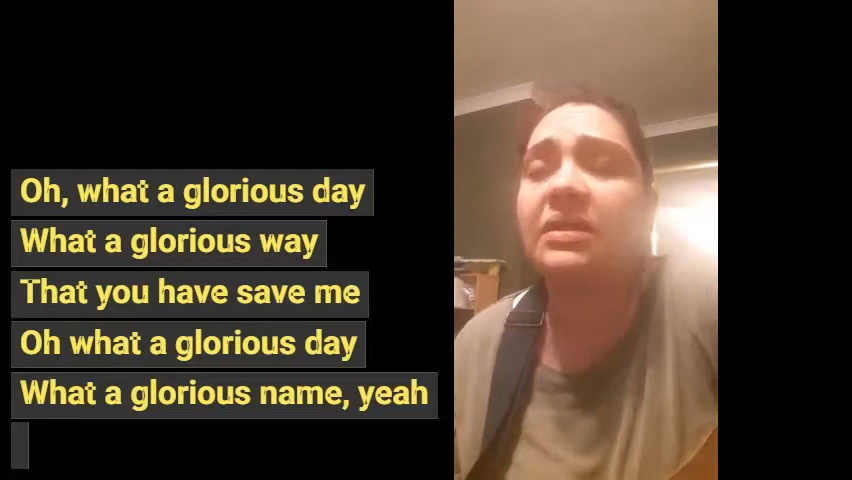 Oh, what a glorious day
What a glorious way
That you have save me
Oh what a glorious day
What a glorious name, yeah